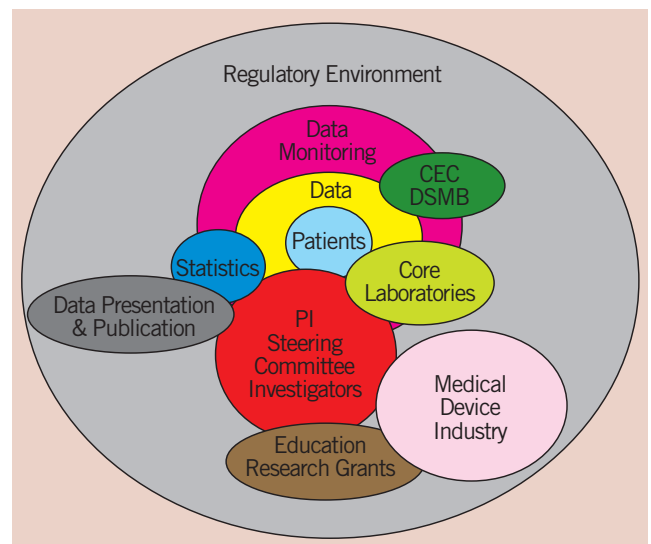 Regulatory Environment
Data
Monitoring
CEC
DSMB
Data
Patients
Statistics
Core
Laboratories
Data Presentation
& Publication
PI
Steering
Committee
Investigators
Medical
Device
Industry
Education
Research Grants